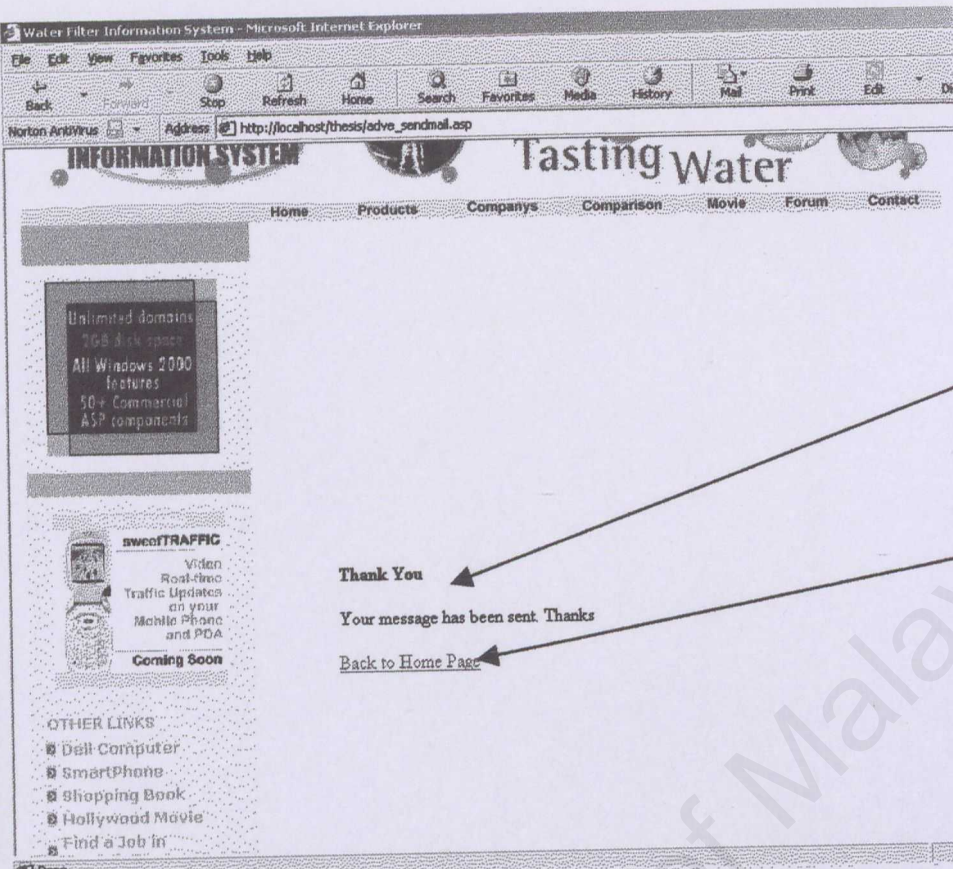 Water Filter Information System - Microsoft Internet Explorer
File Edit View Favorites Tools Help
Back Forward Stop Refresh Home Search Favorites Media History Mail Print Edit
Norton AntiVirus Address http://localhost/thesis/adve_sendmail.asp
INFORMATION SYSTEM
Tasting Water
Home Products Companys Comparison Movie Forum Contact
Unlimited domains
2GB disk space
All Windows 2000
features
50+ Commercial
ASP components
sweetTRAFFIC
Video
Real-time
Traffic Updates
on your
Mobile Phone
and PDA
Coming Soon
Thank You
Your message has been sent. Thanks
Back to Home Page
OTHER LINKS
Dell Computer
SmartPhone
Shopping Book
Hollywood Movie
Find a Job in
of Malay